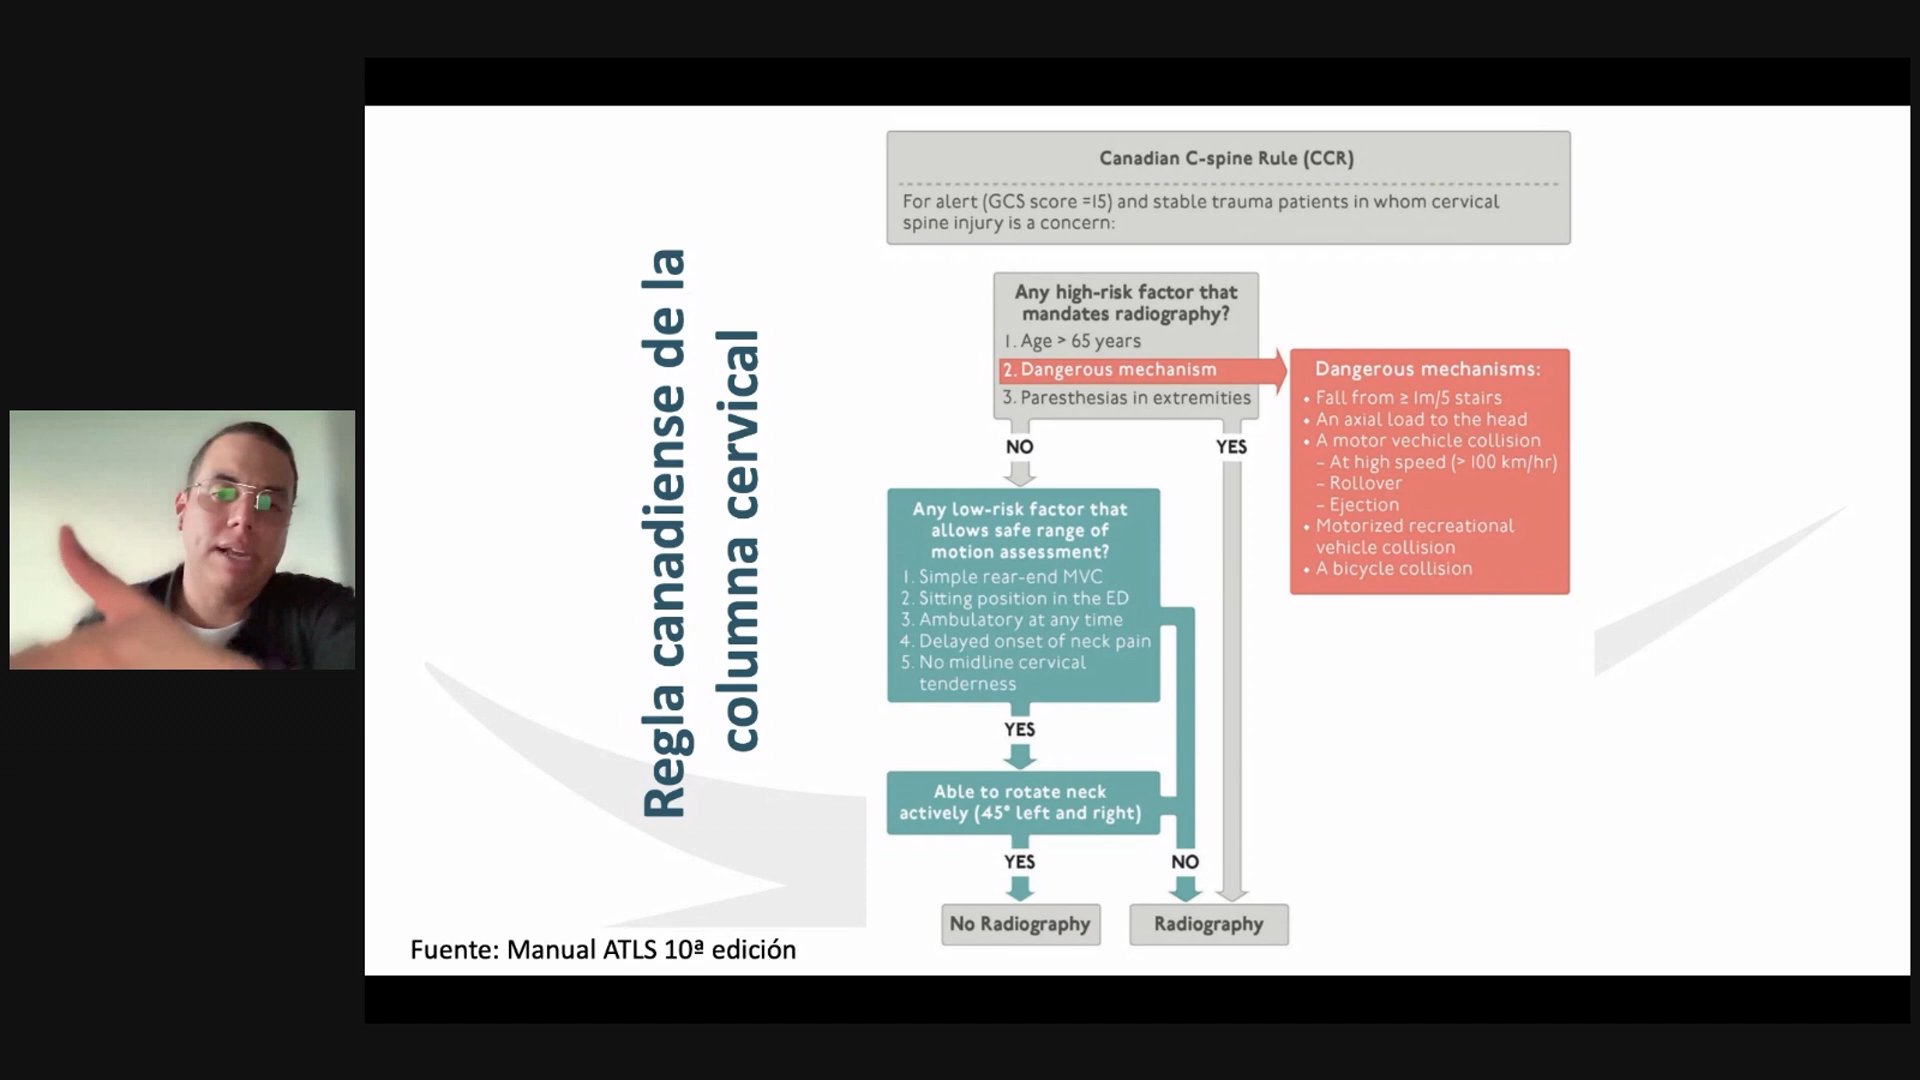 Regla canadiense de la
columna cervical
Canadian C-spine Rule (CCR)
For alert (GCS score =15) and stable trauma patients in whom cervical
spine injury is a concern:
Any high-risk factor that
mandates radiography?
1. Age > 65 years
2. Dangerous mechanism
3. Paresthesias in extremities
NO
YES
Dangerous mechanisms:
• Fall from ≥ 1m/5 stairs
• An axial load to the head
• A motor vechicle collision
– At high speed (> 100 km/hr)
– Rollover
– Ejection
• Motorized recreational
vehicle collision
• A bicycle collision
Any low-risk factor that
allows safe range of
motion assessment?
1. Simple rear-end MVC
2. Sitting position in the ED
3. Ambulatory at any time
4. Delayed onset of neck pain
5. No midline cervical
tenderness
YES
Able to rotate neck
actively (45° left and right)
YES
NO
No Radiography
Radiography
Fuente: Manual ATLS 10ª edición